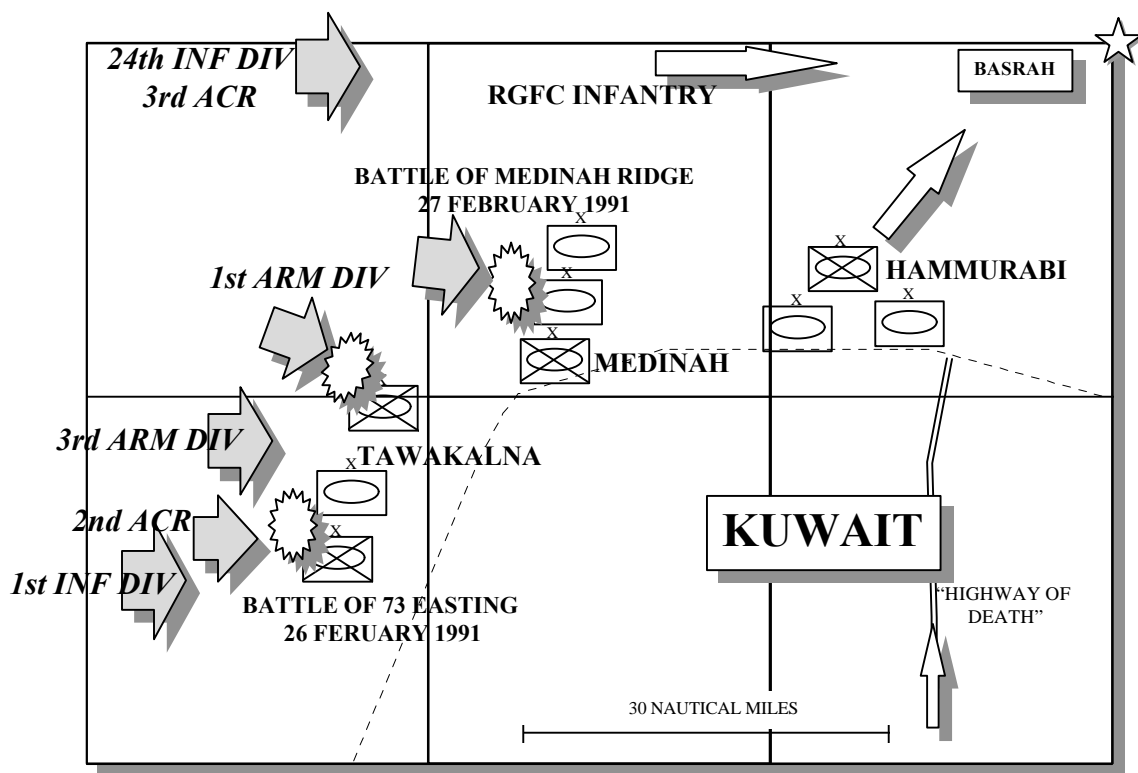 24th INF DIV
3rd ACR
RGFC INFANTRY
BASRAH
BATTLE OF MEDINAH RIDGE
27 FEBRUARY 1991
X
X
X
X
HAMMURABI
X
X
1st ARM DIV
MEDINAH
3rd ARM DIV
TAWAKALNA
X
2nd ACR
X
1st INF DIV
KUWAIT
BATTLE OF 73 EASTING
26 FERUARY 1991
“HIGHWAY OF
DEATH”
30 NAUTICAL MILES